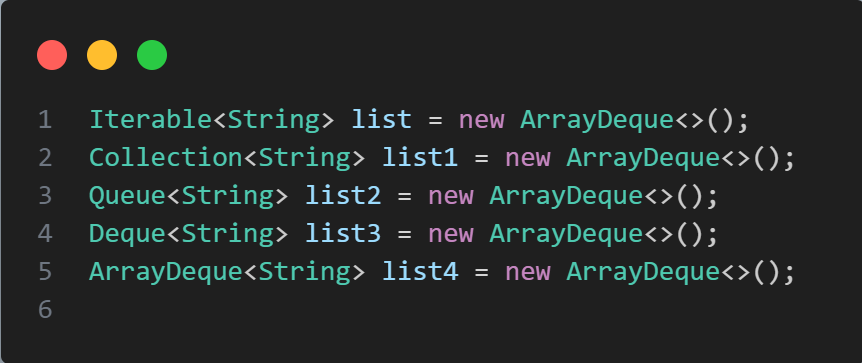 1 Iterable<String> list = new ArrayDeque<>();
2 Collection<String> list1 = new ArrayDeque<>();
3 Queue<String> list2 = new ArrayDeque<>();
4 Deque<String> list3 = new ArrayDeque<>();
5 ArrayDeque<String> list4 = new ArrayDeque<>();
6